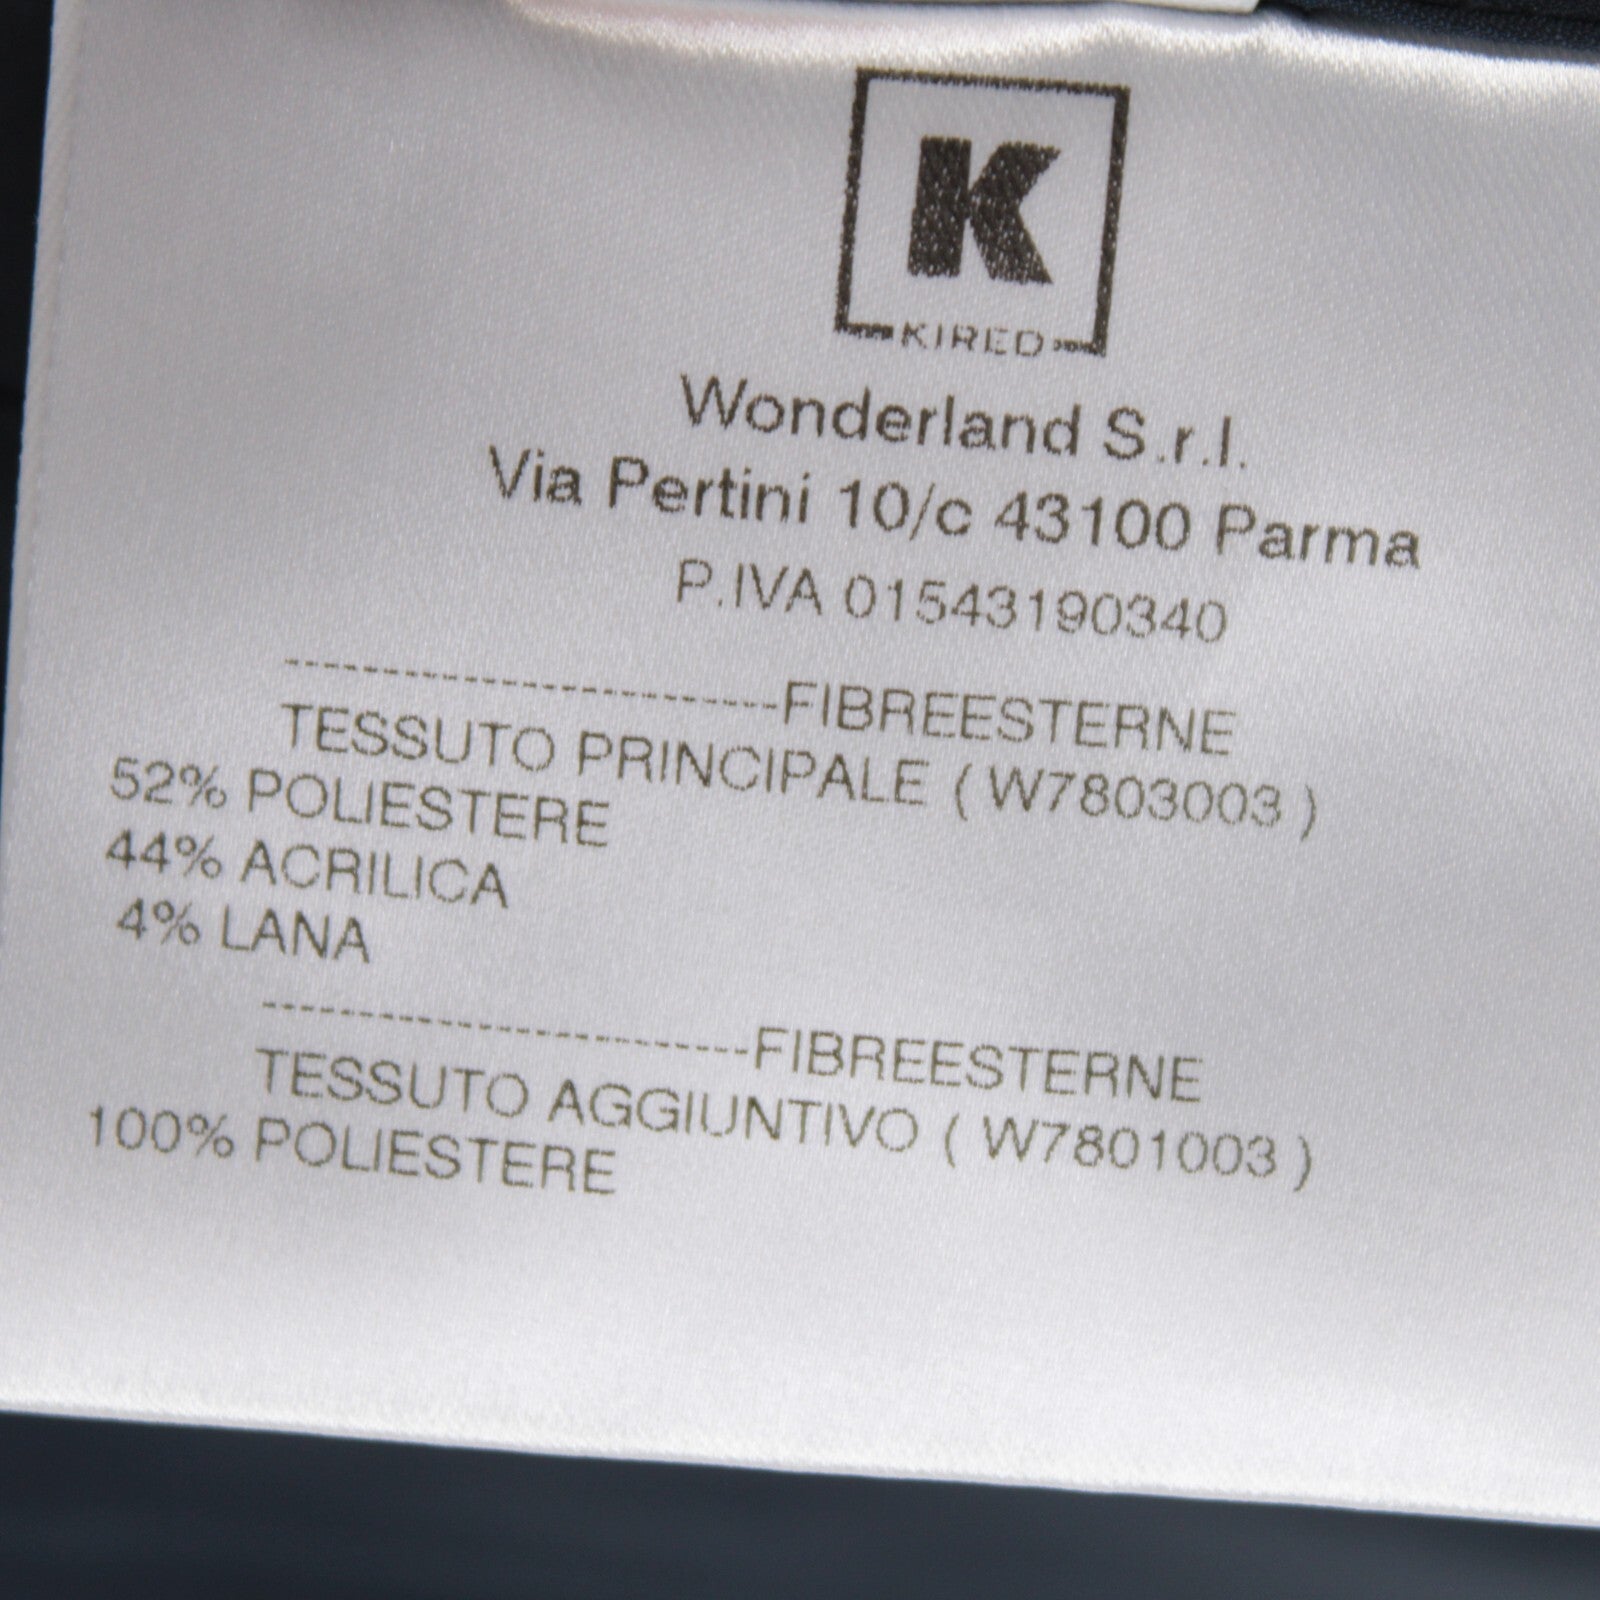 K
KIRED
Wonderland S.r.l.
Via Pertini 10/c 43100 Parma
P.IVA 01543190340
-------------------------FIBREESTERNE
TESSUTO PRINCIPALE ( W7803003 )
52% POLIESTERE
44% ACRILICA
4% LANA
-------------------------FIBREESTERNE
TESSUTO AGGIUNTIVO ( W7801003 )
100% POLIESTERE